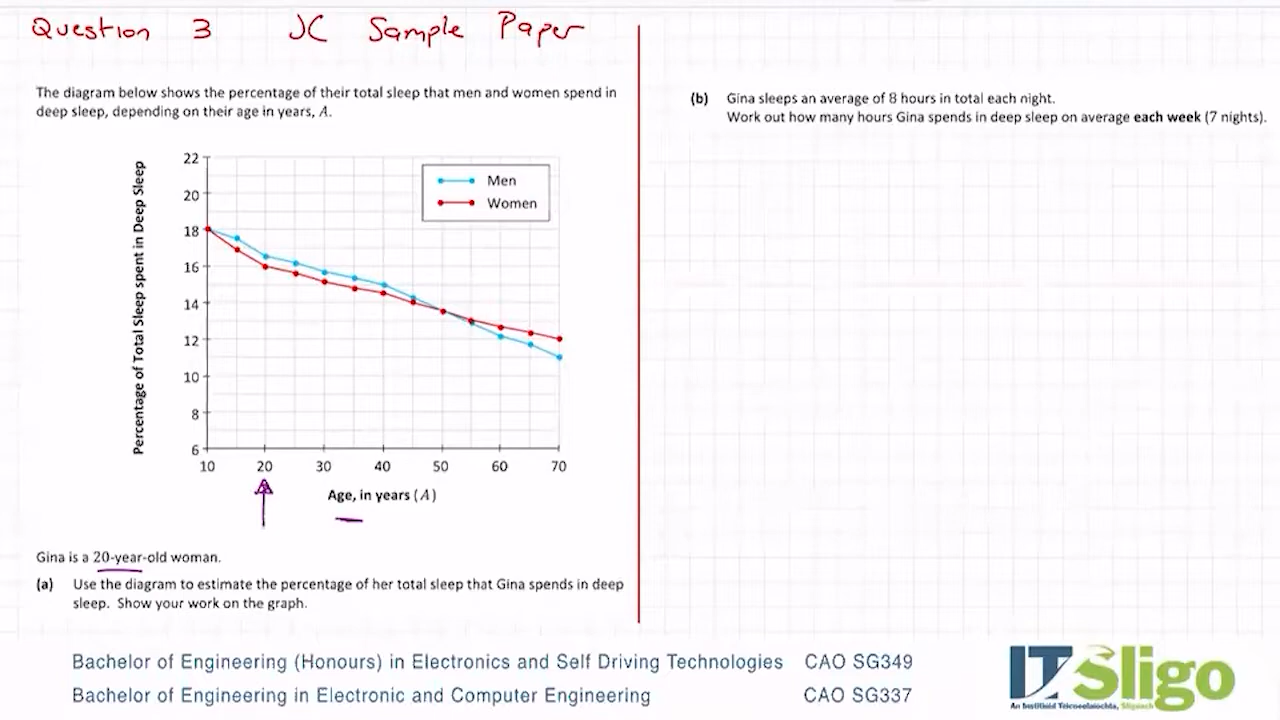 Question 3 JC Sample Paper
The diagram below shows the percentage of their total sleep that men and women spend in
deep sleep, depending on their age in years, A.
Percentage of Total Sleep spent in Deep Sleep
22
20
18
16
14
12
10
8
6
Men
Women
10 20 30 40 50 60 70
Age, in years (A)
Gina is a 20-year-old woman.
(a) Use the diagram to estimate the percentage of her total sleep that Gina spends in deep
sleep. Show your work on the graph.
(b) Gina sleeps an average of 8 hours in total each night.
Work out how many hours Gina spends in deep sleep on average each week (7 nights).
Bachelor of Engineering (Honours) in Electronics and Self Driving Technologies CAO SG349
Bachelor of Engineering in Electronic and Computer Engineering CAO SG337
IT Sligo
An Institiúid Teicneolaíochta, Sligeach